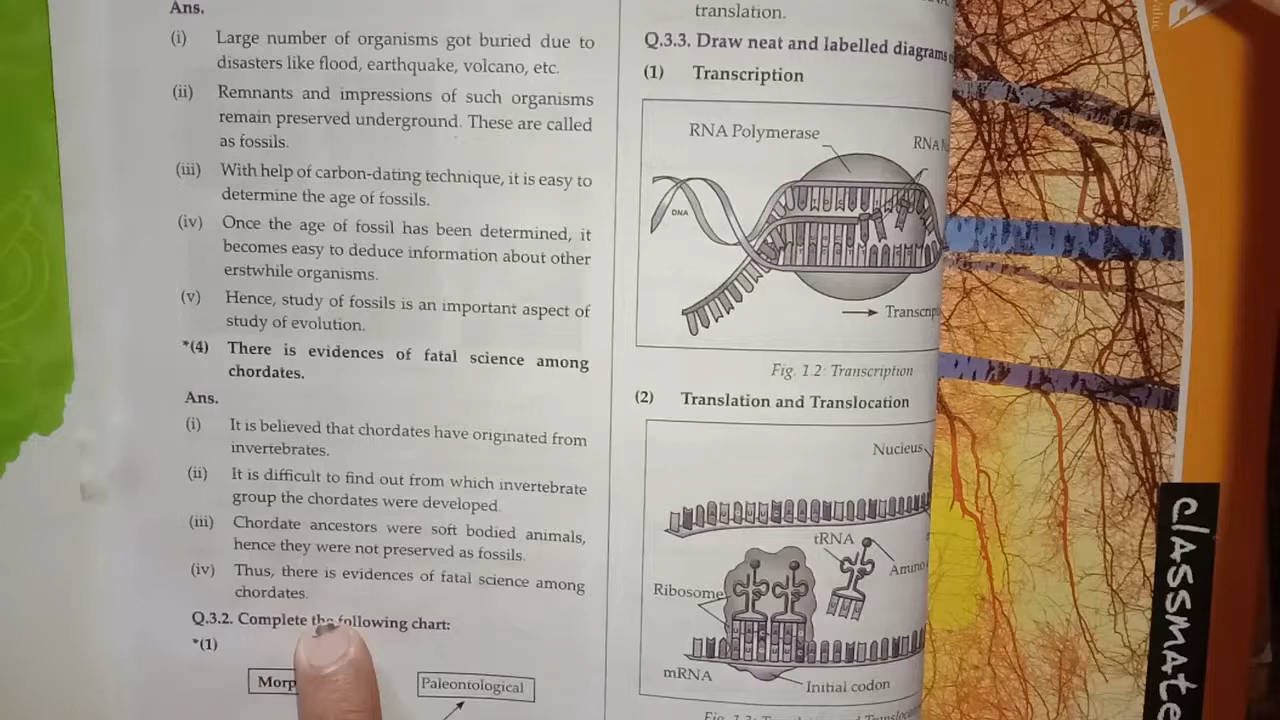 Ans.
(i) Large number of organisms got buried due to
disasters like flood, earthquake, volcano, etc.
(ii) Remnants and impressions of such organisms
remain preserved underground. These are called
as fossils.
(iii) With help of carbon-dating technique, it is easy to
determine the age of fossils.
(iv) Once the age of fossil has been determined, it
becomes easy to deduce information about other
erstwhile organisms.
(v) Hence, study of fossils is an important aspect of
study of evolution.
*(4) There is evidences of fatal science among
chordates.
Ans.
(i) It is believed that chordates have originated from
invertebrates.
(ii) It is difficult to find out from which invertebrate
group the chordates were developed.
(iii) Chordate ancestors were soft bodied animals,
hence they were not preserved as fossils.
(iv) Thus, there is evidences of fatal science among
chordates.
Q.3.2. Complete the following chart:
*(1)
Morp
Paleontological
translation.
Q.3.3. Draw neat and labelled diagrams
(1) Transcription
RNA Polymerase
RNA
DNA
Fig. 1.2: Transcription
(2) Translation and Translocation
Nucleus
tRNA
Amino
Ribosome
mRNA
Initial codon
classmate